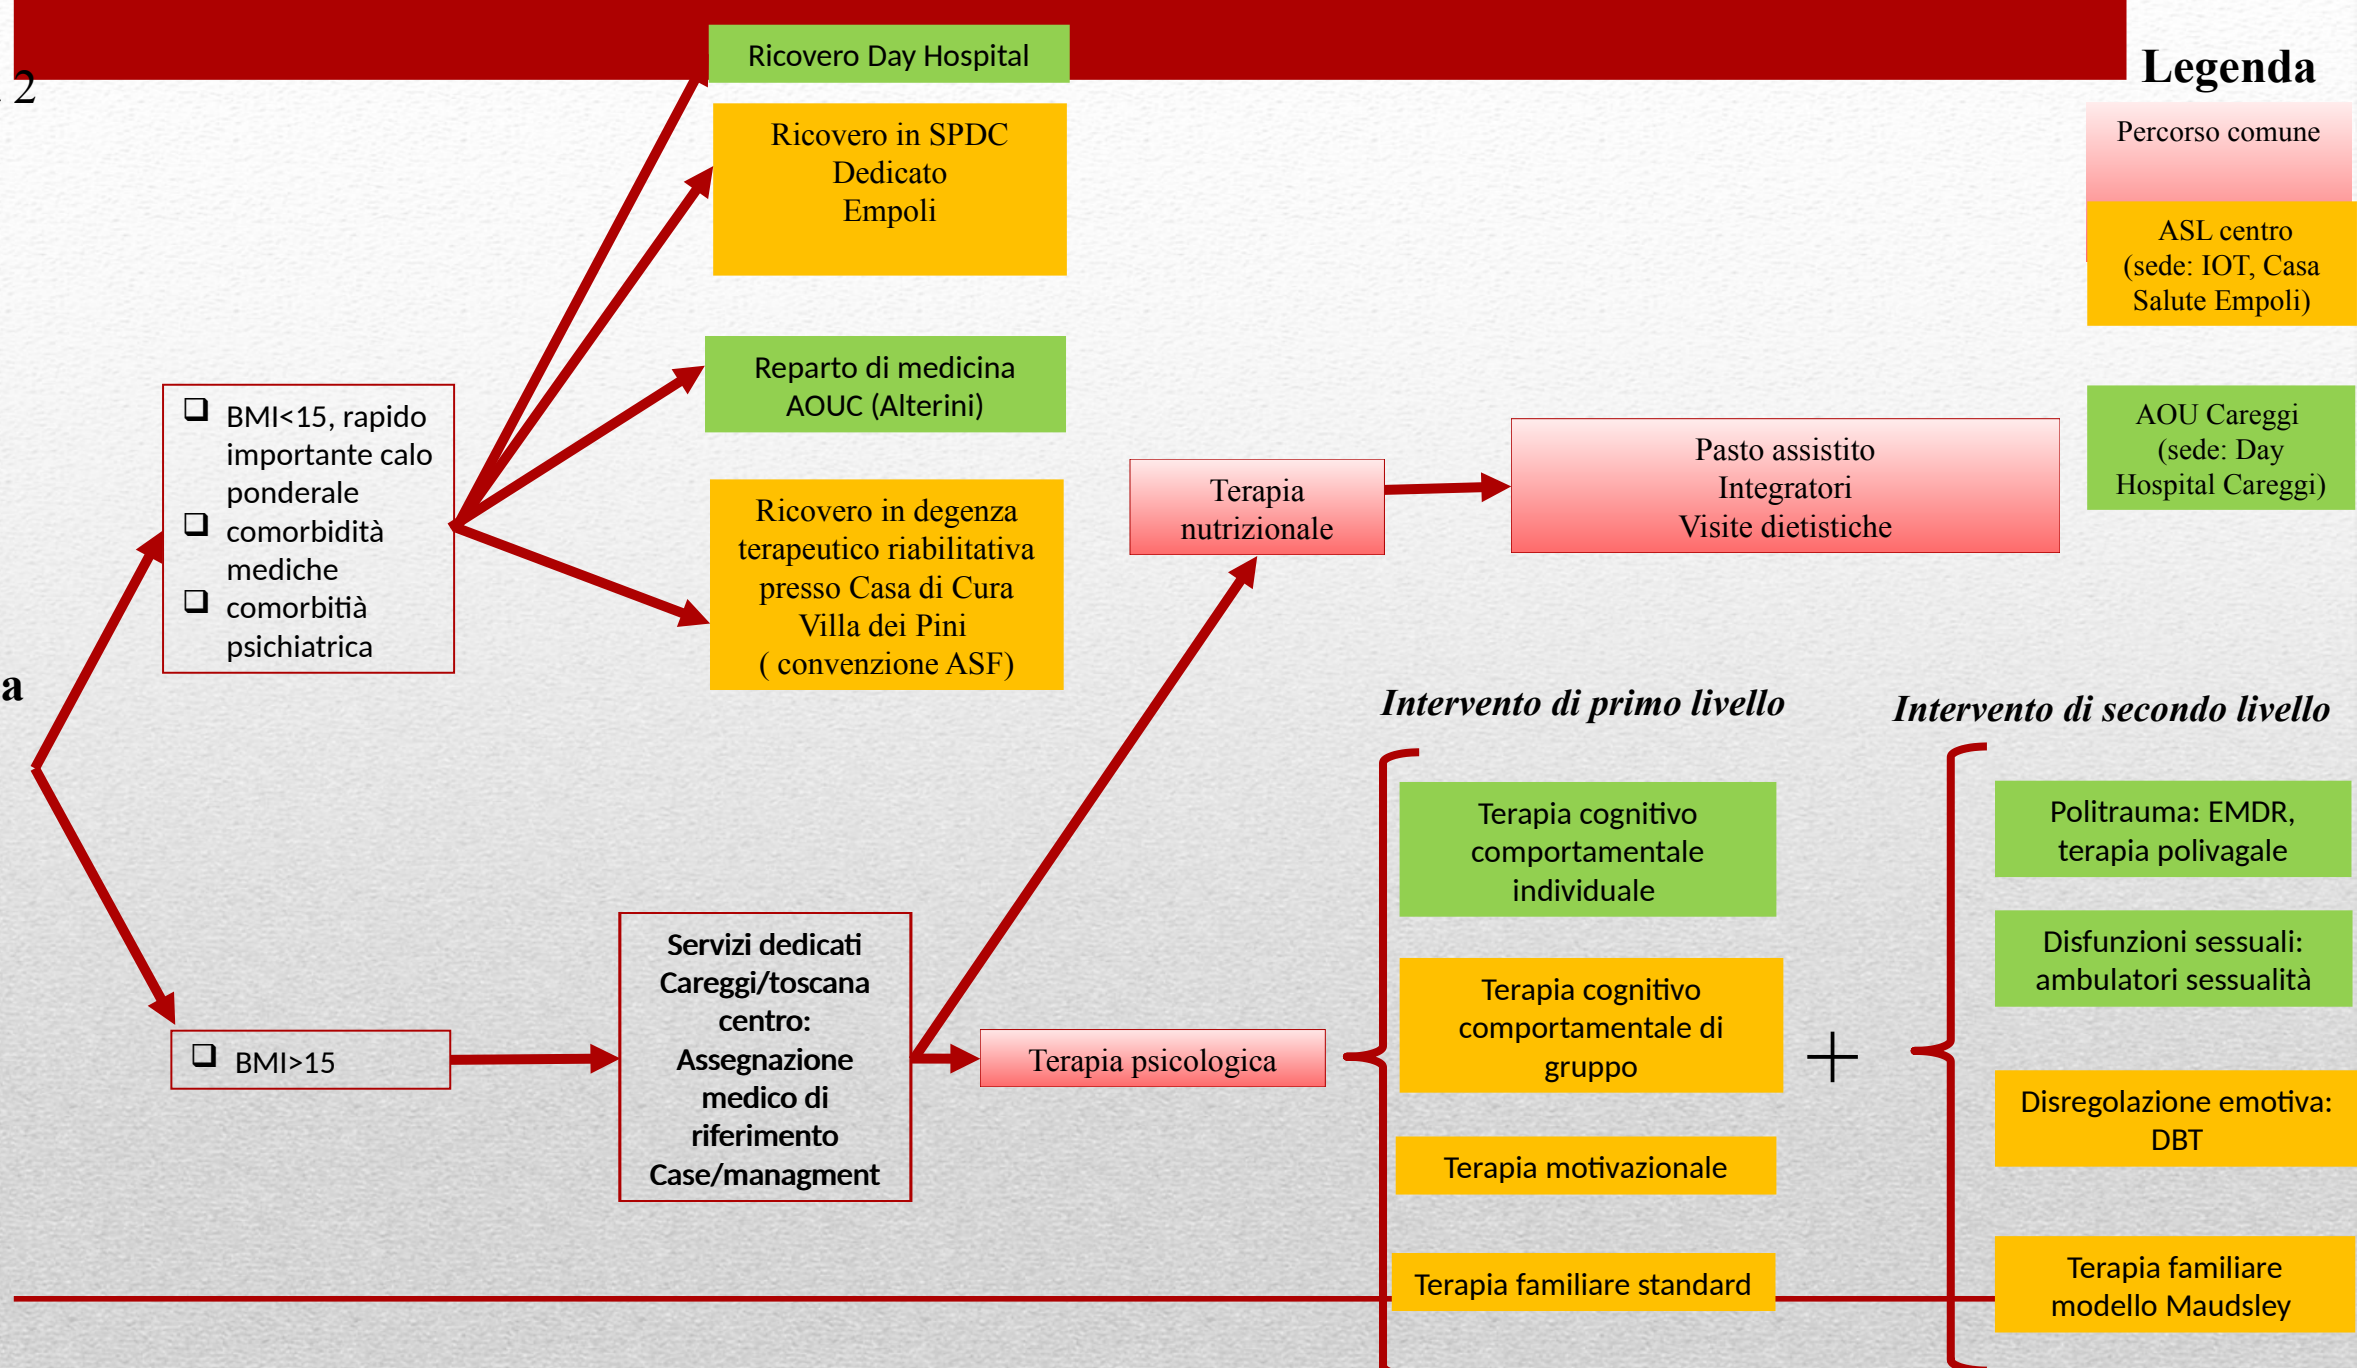 2
Ricovero Day Hospital
Ricovero in SPDC
Dedicato
Empoli
Reparto di medicina
AOUC (Alterini)
Ricovero in degenza
terapeutico riabilitativa
presso Casa di Cura
Villa dei Pini
( convenzione ASF)
BMI<15, rapido
importante calo
ponderale
comorbidità
mediche
comorbitià
psichiatrica
a
BMI>15
Servizi dedicati
Careggi/toscana
centro:
Assegnazione
medico di
riferimento
Case/managment
Terapia
nutrizionale
Pasto assistito
Integratori
Visite dietistiche
Terapia psicologica
Intervento di primo livello
Terapia cognitivo
comportamentale
individuale
Terapia cognitivo
comportamentale di
gruppo
Terapia motivazionale
Terapia familiare standard
+
Intervento di secondo livello
Politrauma: EMDR,
terapia polivagale
Disfunzioni sessuali:
ambulatori sessualità
Disregolazione emotiva:
DBT
Terapia familiare
modello Maudsley
Legenda
Percorso comune
ASL centro
(sede: IOT, Casa
Salute Empoli)
AOU Careggi
(sede: Day
Hospital Careggi)